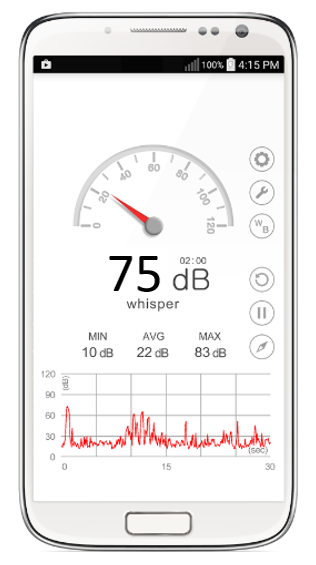 100% 4:15 PM
0 20 40 60 80 100 120
02:00
75 dB
whisper
W
B
MIN AVG MAX
10 dB 22 dB 83 dB
120
(dB)
90
60
30
0
(sec)
0 15 30